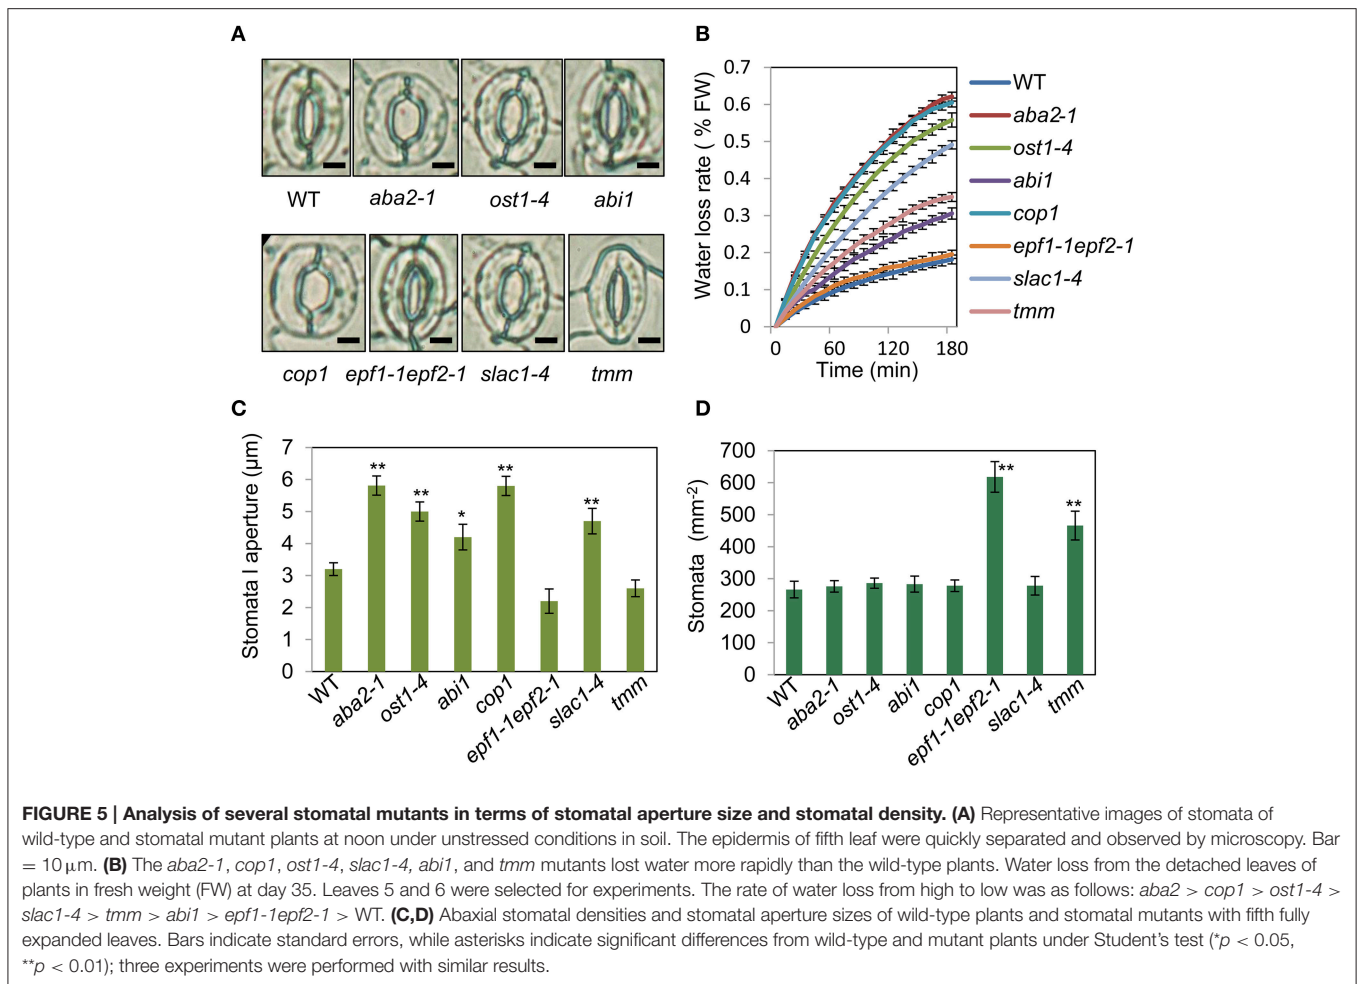 A
WT
aba2-1
ost1-4
abi1
cop1
epf1-1epf2-1
slac1-4
tmm
B
Water loss rate ( % FW)
0.7
0.6
0.5
0.4
0.3
0.2
0.1
0
0
60
120
180
Time (min)
WT
aba2-1
ost1-4
abi1
cop1
epf1-1epf2-1
slac1-4
tmm
C
Stomata l aperture (μm)
7
6
5
4
3
2
1
0
**
**
*
**
**
WT
aba2-1
ost1-4
abi1
cop1
epf1-1epf2-1
slac1-4
tmm
D
Stomata (mm-2)
700
600
500
400
300
200
100
0
**
**
WT
aba2-1
ost1-4
abi1
cop1
epf1-1epf2-1
slac1-4
tmm
FIGURE 5 | Analysis of several stomatal mutants in terms of stomatal aperture size and stomatal density. (A) Representative images of stomata of
wild-type and stomatal mutant plants at noon under unstressed conditions in soil. The epidermis of fifth leaf were quickly separated and observed by microscopy. Bar
= 10 μm. (B) The aba2-1, cop1, ost1-4, slac1-4, abi1, and tmm mutants lost water more rapidly than the wild-type plants. Water loss from the detached leaves of
plants in fresh weight (FW) at day 35. Leaves 5 and 6 were selected for experiments. The rate of water loss from high to low was as follows: aba2 > cop1 > ost1-4 >
slac1-4 > tmm > abi1 > epf1-1epf2-1 > WT. (C,D) Abaxial stomatal densities and stomatal aperture sizes of wild-type plants and stomatal mutants with fifth fully
expanded leaves. Bars indicate standard errors, while asterisks indicate significant differences from wild-type and mutant plants under Student's test (*p < 0.05,
**p < 0.01); three experiments were performed with similar results.